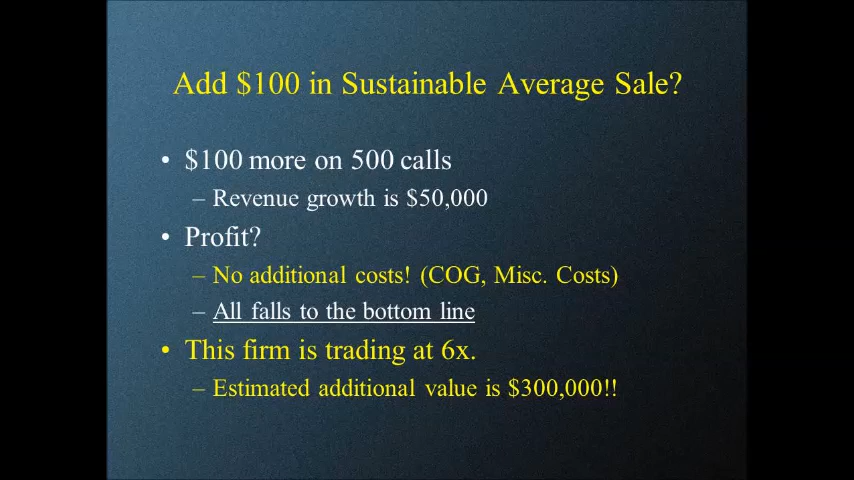 Add $100 in Sustainable Average Sale?
• $100 more on 500 calls
– Revenue growth is $50,000
• Profit?
– No additional costs! (COG, Misc. Costs)
– All falls to the bottom line
• This firm is trading at 6x.
– Estimated additional value is $300,000!!